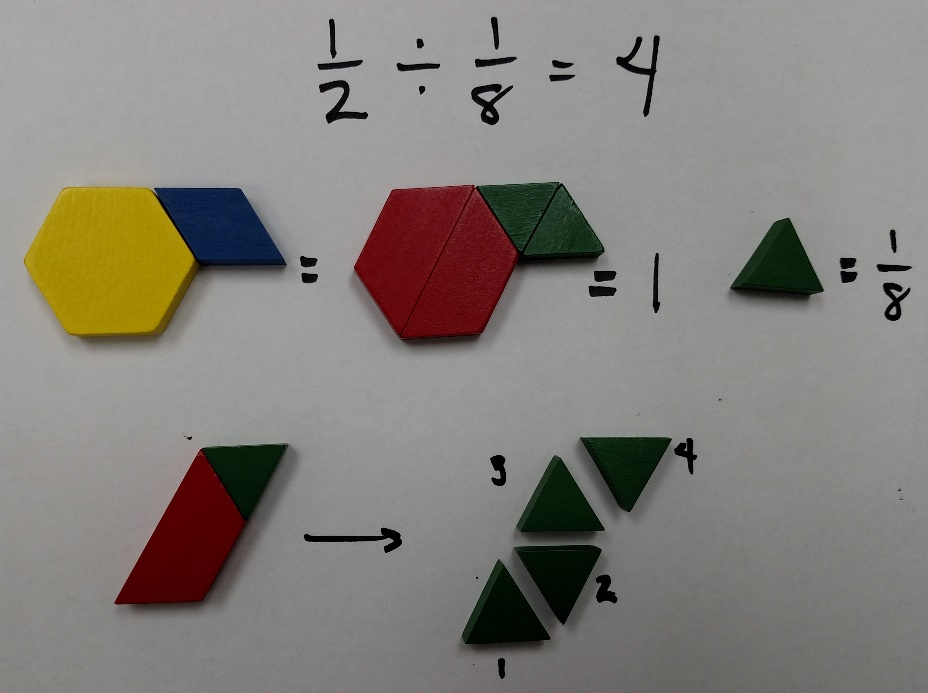 1/2 ÷ 1/8 = 4
= = 1 = 1/8
3 4
→ 2
1